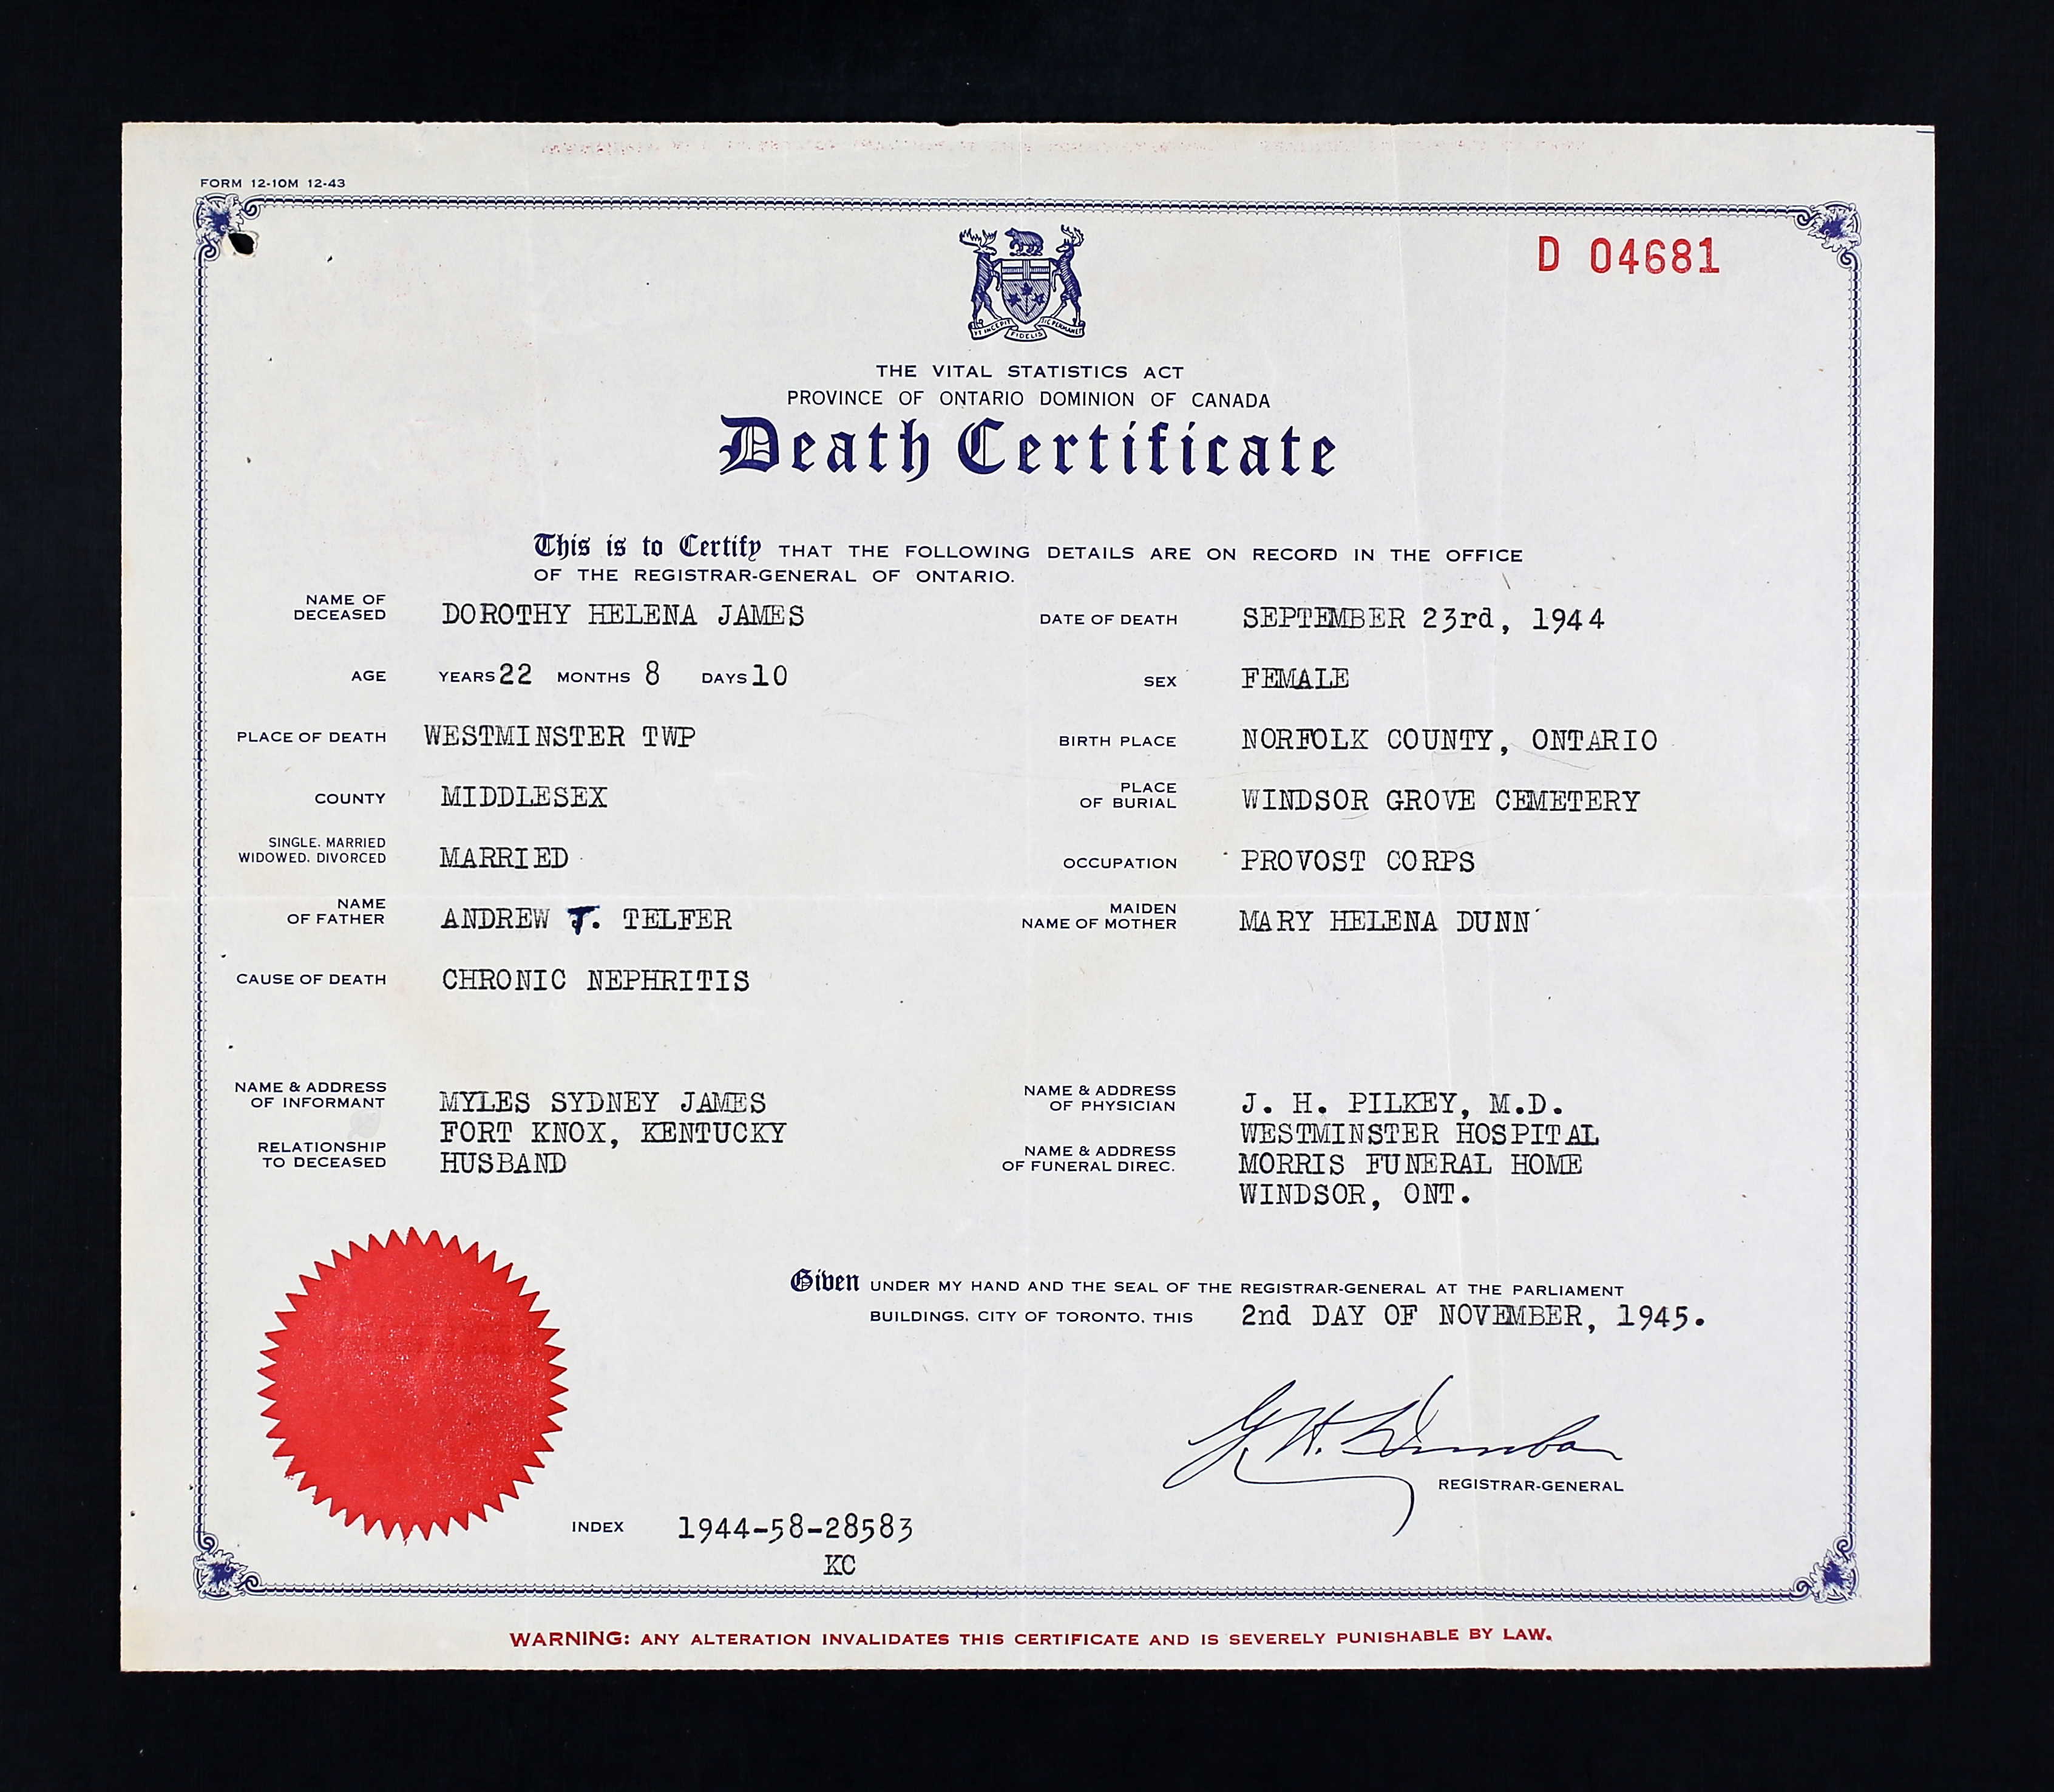 FORM 12-10M 12-43
D 04681
UT INCEPIT FIDELIS SIC PERMANET
THE VITAL STATISTICS ACT
PROVINCE OF ONTARIO DOMINION OF CANADA
Death Certificate
This is to Certify THAT THE FOLLOWING DETAILS ARE ON RECORD IN THE OFFICE
OF THE REGISTRAR-GENERAL OF ONTARIO.
NAME OF
DECEASED DOROTHY HELENA JAMES
DATE OF DEATH SEPTEMBER 23rd, 1944
AGE YEARS 22 MONTHS 8 DAYS 10
SEX FEMALE
PLACE OF DEATH WESTMINSTER TWP
BIRTH PLACE NORFOLK COUNTY, ONTARIO
COUNTY MIDDLESEX
PLACE
OF BURIAL WINDSOR GROVE CEMETERY
SINGLE, MARRIED
WIDOWED, DIVORCED MARRIED
OCCUPATION PROVOST CORPS
NAME
OF FATHER ANDREW T. TELFER
MAIDEN
NAME OF MOTHER MARY HELENA DUNN
CAUSE OF DEATH CHRONIC NEPHRITIS
NAME & ADDRESS
OF INFORMANT MYLES SYDNEY JAMES
FORT KNOX, KENTUCKY
RELATIONSHIP
TO DECEASED HUSBAND
NAME & ADDRESS
OF PHYSICIAN J. H. PILKEY, M.D.
WESTMINSTER HOSPITAL
NAME & ADDRESS
OF FUNERAL DIREC. MORRIS FUNERAL HOME
WINDSOR, ONT.
Given UNDER MY HAND AND THE SEAL OF THE REGISTRAR-GENERAL AT THE PARLIAMENT
BUILDINGS, CITY OF TORONTO, THIS 2nd DAY OF NOVEMBER, 1945.
REGISTRAR-GENERAL
INDEX 1944-58-28583
KC
WARNING: ANY ALTERATION INVALIDATES THIS CERTIFICATE AND IS SEVERELY PUNISHABLE BY LAW.